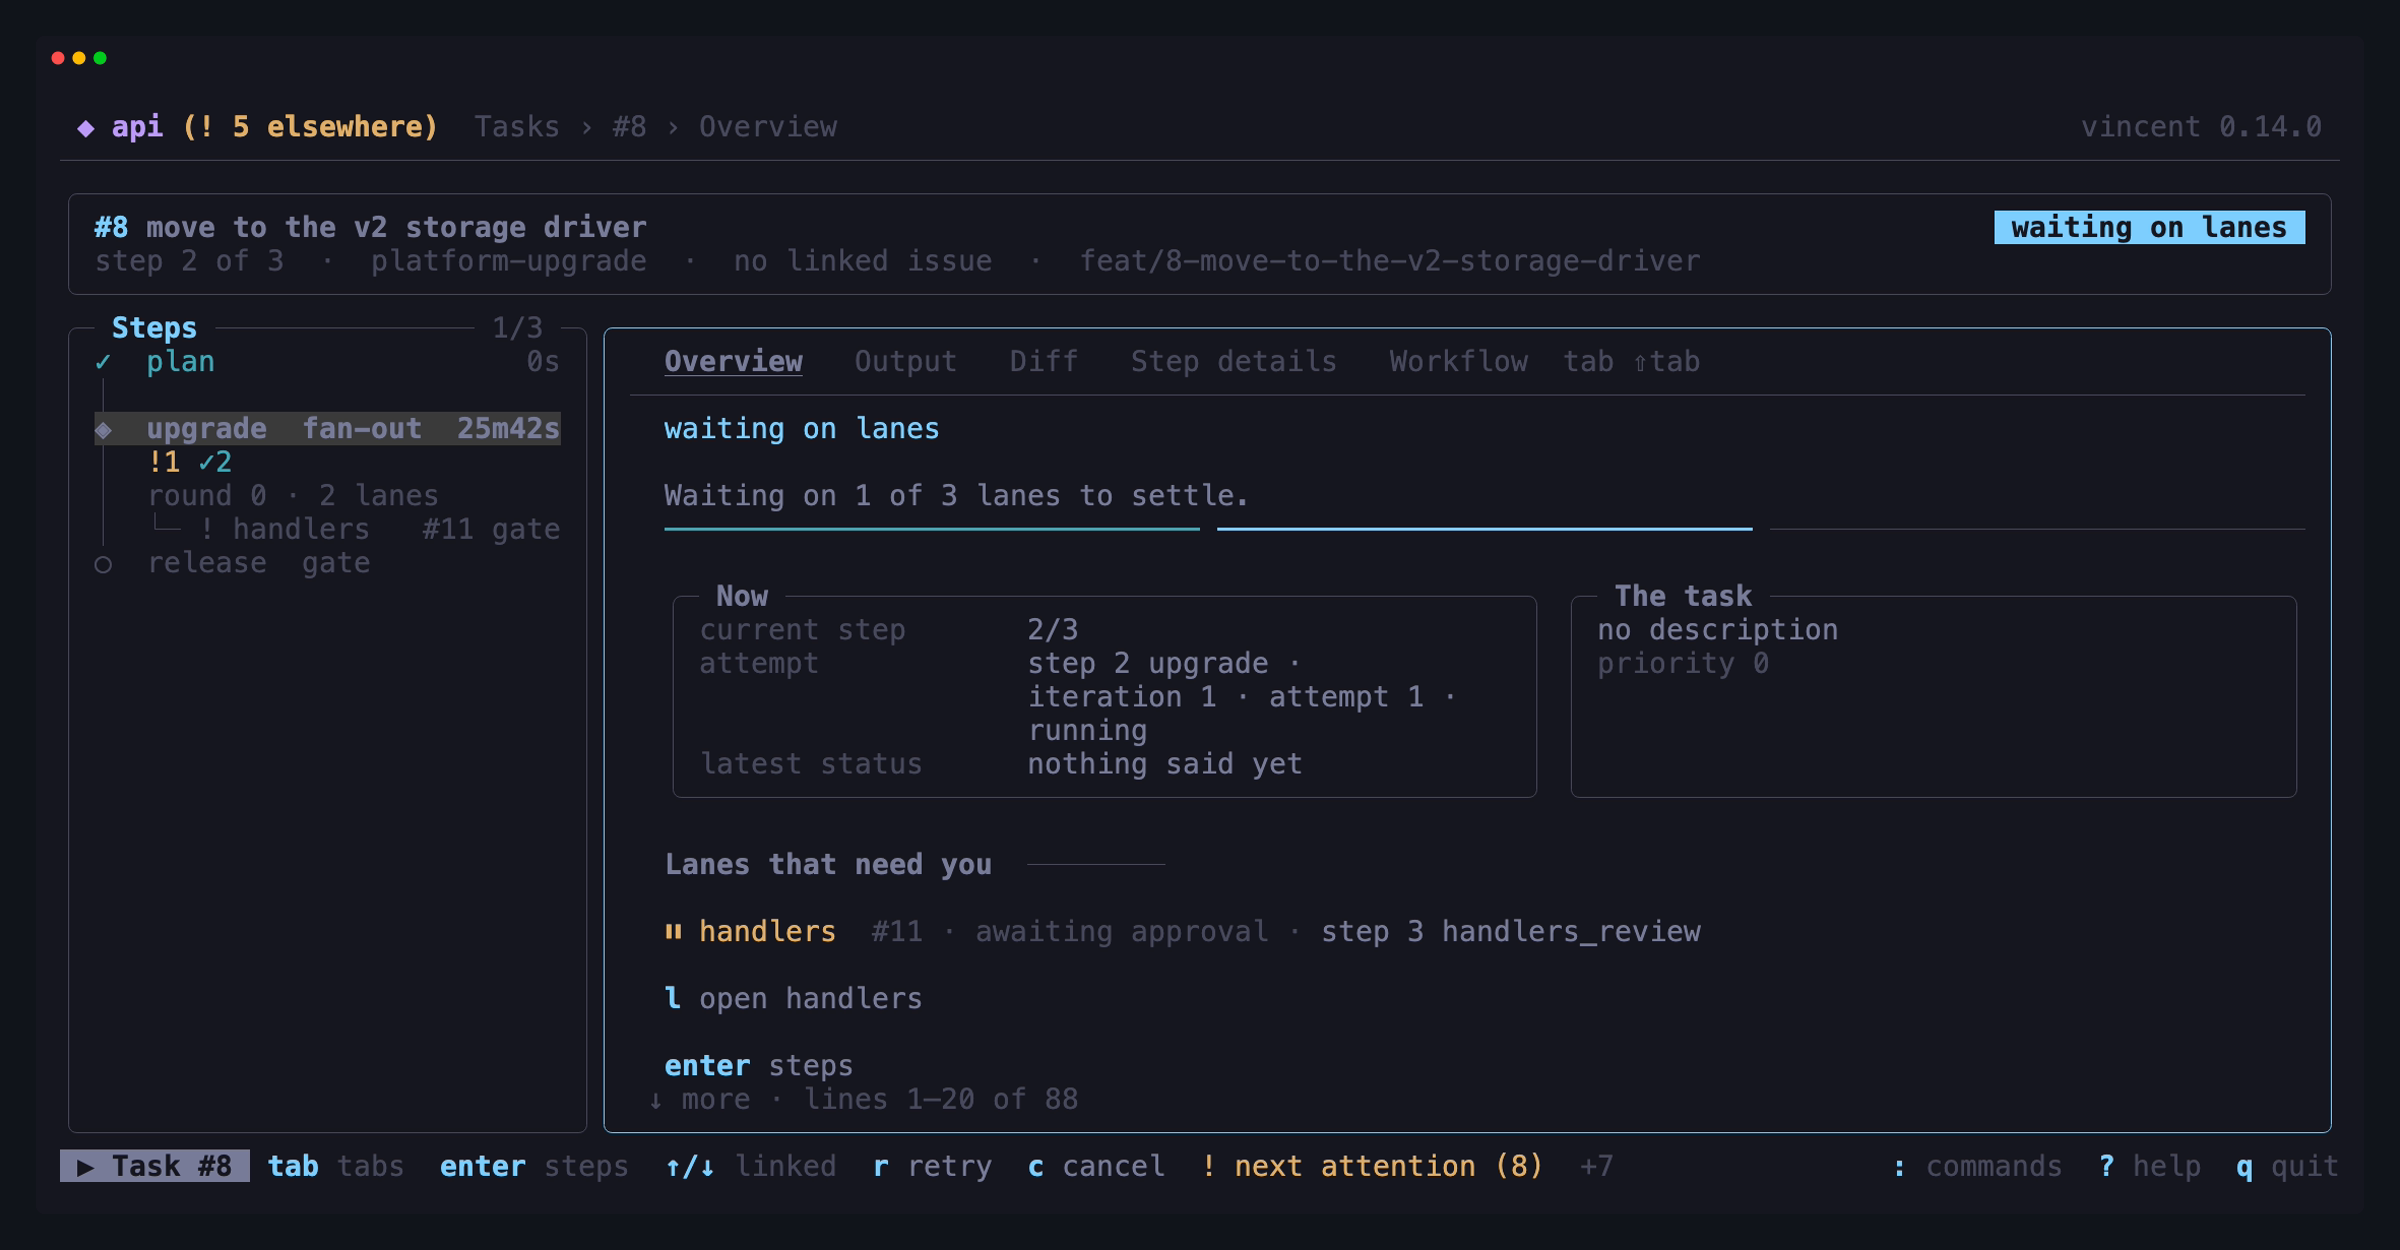 ◆ api (! 5 elsewhere) Tasks › #8 › Overview vincent 0.14.0
#8 move to the v2 storage driver waiting on lanes
step 2 of 3 · platform-upgrade · no linked issue · feat/8-move-to-the-v2-storage-driver
Steps 1/3
✓ plan 0s
◈ upgrade fan-out 25m42s
!1 ✓2
round 0 · 2 lanes
└─ ! handlers #11 gate
○ release gate
Overview Output Diff Step details Workflow tab ⇧tab
waiting on lanes
Waiting on 1 of 3 lanes to settle.
Now
current step 2/3
attempt step 2 upgrade ·
iteration 1 · attempt 1 ·
running
latest status nothing said yet
The task
no description
priority 0
Lanes that need you
⏸ handlers #11 · awaiting approval · step 3 handlers_review
l open handlers
enter steps
↓ more · lines 1–20 of 88
▶ Task #8 tab tabs enter steps ↑/↓ linked r retry c cancel ! next attention (8) +7 : commands ? help q quit